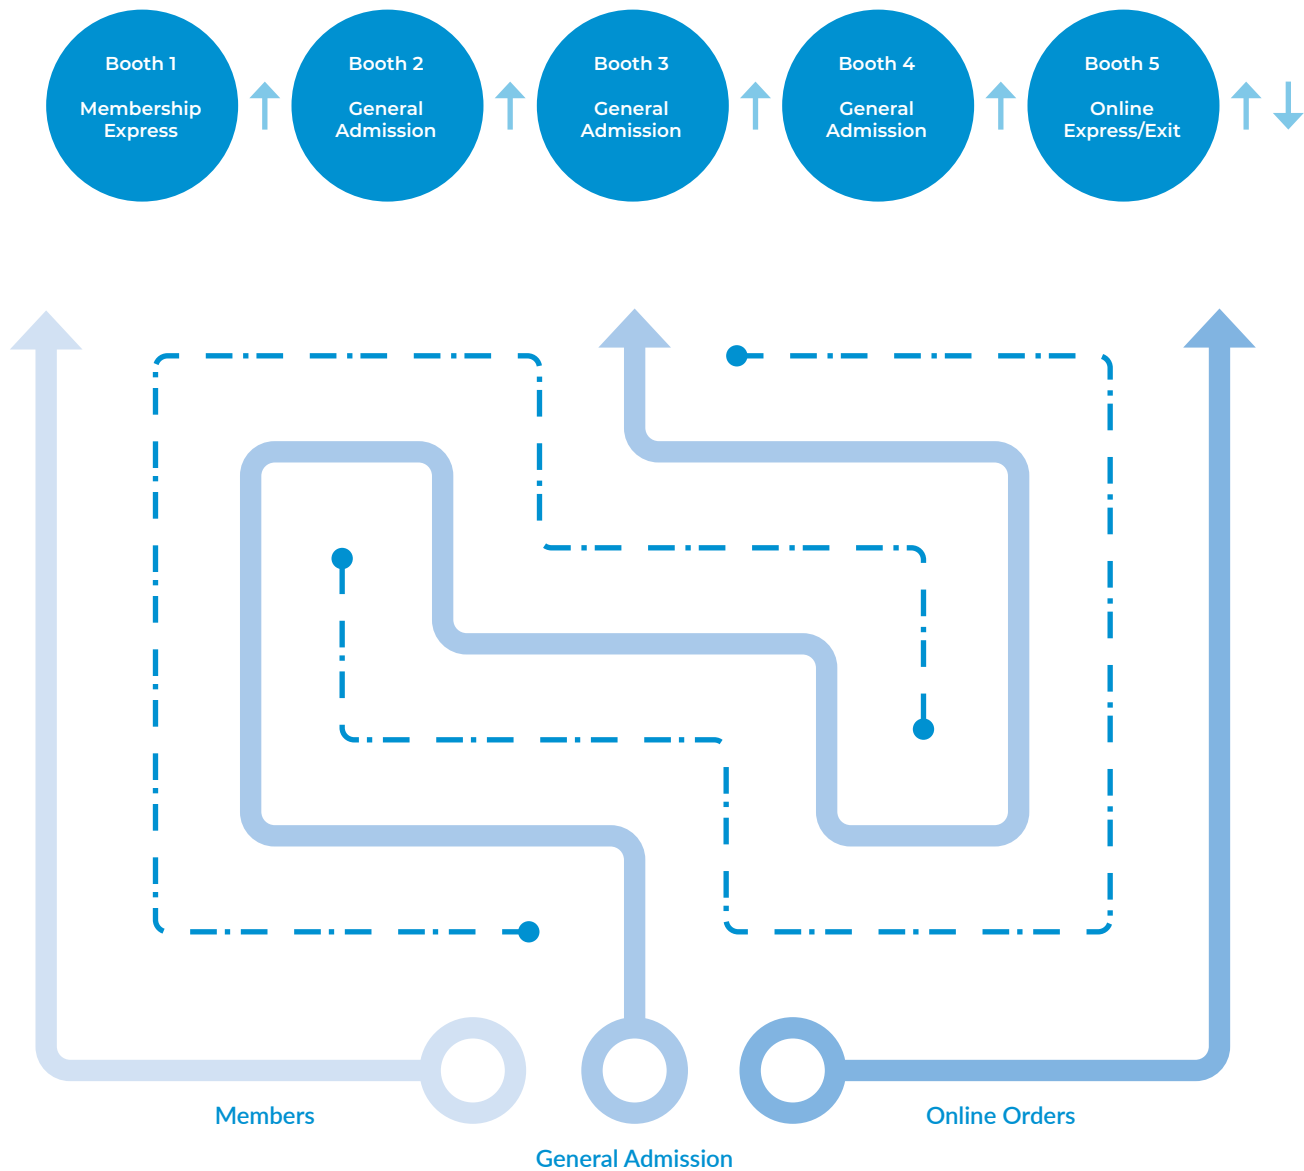 Booth 1
Membership
Express
Booth 2
General
Admission
Booth 3
General
Admission
Booth 4
General
Admission
Booth 5
Online
Express/Exit
Members
General Admission
Online Orders